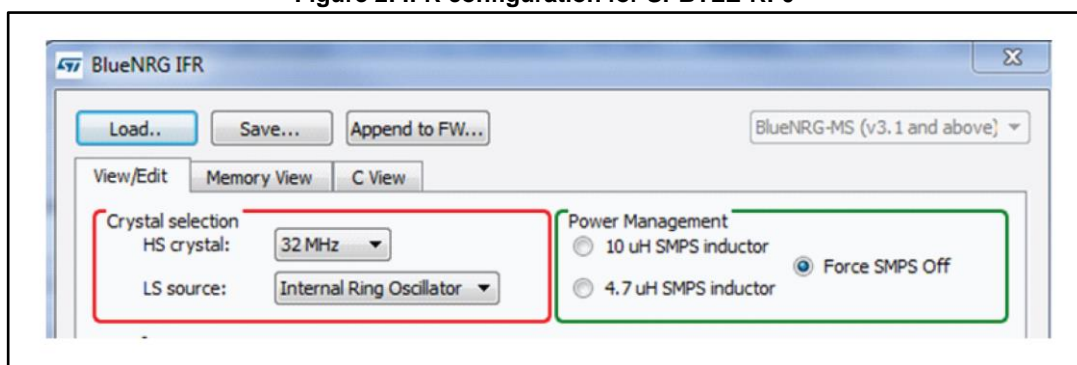 BlueNRG IFR
Load..
Save...
Append to FW...
BlueNRG-MS (v3.1 and above)
View/Edit
Memory View
C View
Crystal selection
HS crystal:
32 MHz
LS source:
Internal Ring Oscillator
Power Management
10 uH SMPS inductor
Force SMPS Off
4.7 uH SMPS inductor